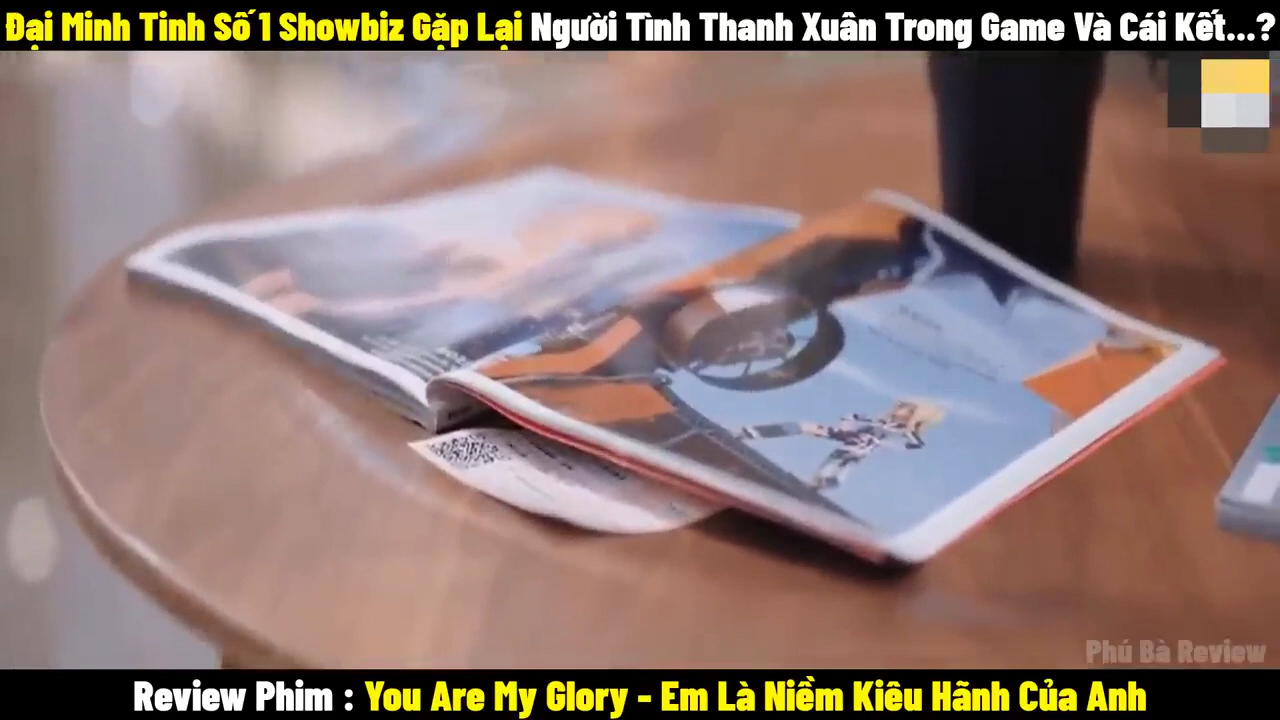 Đại Minh Tinh Số 1 Showbiz Gặp Lại Người Tình Thanh Xuân Trong Game Và Cái Kết...?
Phú Bà Review
Review Phim : You Are My Glory - Em Là Niềm Kiêu Hãnh Của Anh